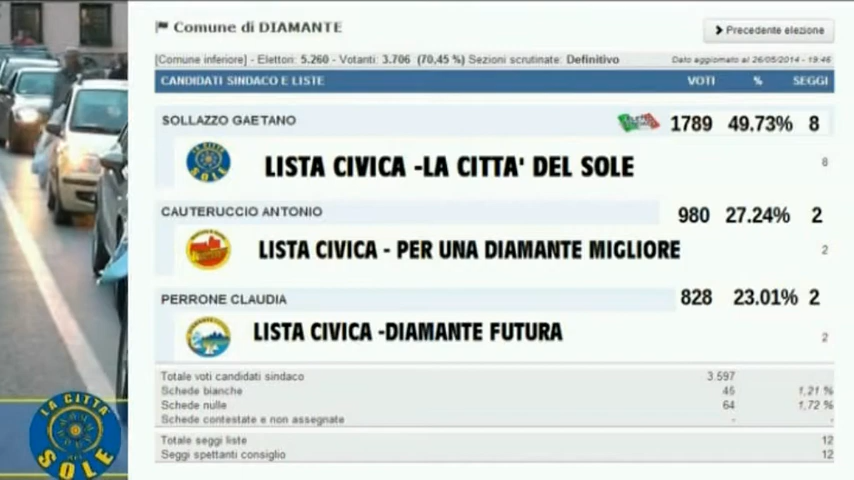 Comune di DIAMANTE
Precedente elezione
[Comune inferiore] - Elettori: 5.260 - Votanti: 3.706 (70,45 %) Sezioni scrutinate: Definitivo
Dato aggiornato al 26/05/2014 - 19:46
CANDIDATI SINDACO E LISTE VOTI % SEGGI
SOLLAZZO GAETANO 1789 49.73% 8
LA CITTA' SOLE
LISTA CIVICA -LA CITTA' DEL SOLE 8
CAUTERUCCIO ANTONIO 980 27.24% 2
LISTA CIVICA - PER UNA DIAMANTE MIGLIORE 2
PERRONE CLAUDIA 828 23.01% 2
LISTA CIVICA -DIAMANTE FUTURA 2
Totale voti candidati sindaco 3.597
Schede bianche 45 1,21 %
Schede nulle 64 1,72 %
Schede contestate e non assegnate - -
Totale seggi liste 12
Seggi spettanti consiglio 12
LA CITTA'
DEL
SOLE